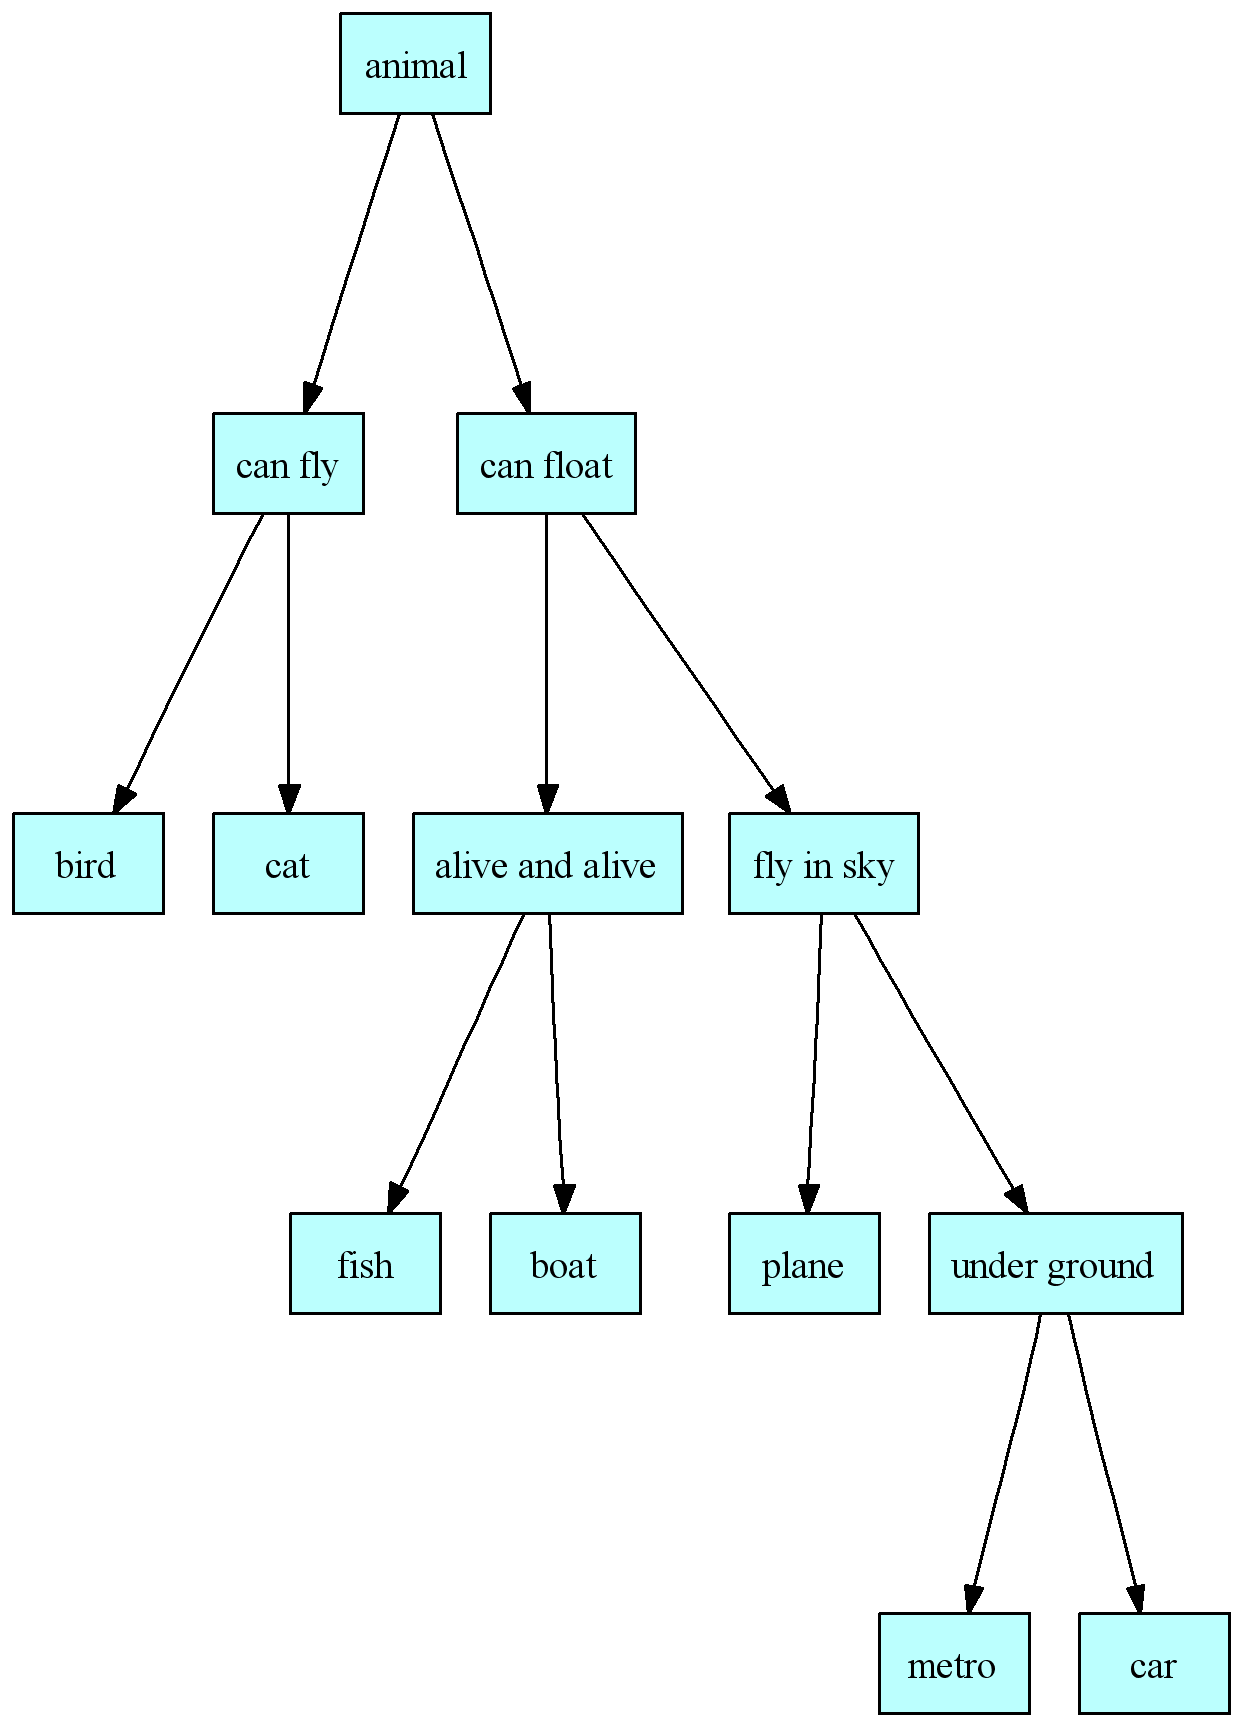 animal
can fly
can float
bird
cat
alive and alive
fly in sky
fish
boat
plane
under ground
metro
car